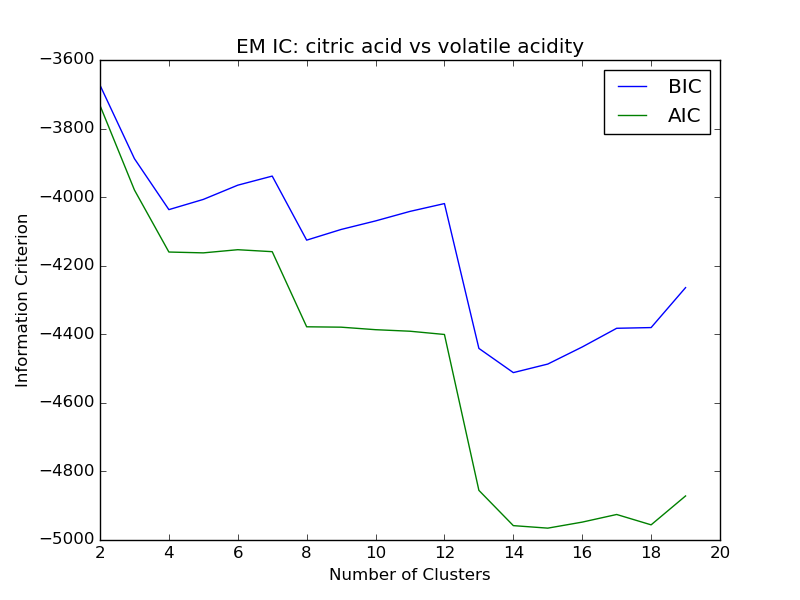 EM IC: citric acid vs volatile acidity
BIC
AIC
Information Criterion
−3600
−3800
−4000
−4200
−4400
−4600
−4800
−5000
2 4 6 8 10 12 14 16 18 20
Number of Clusters